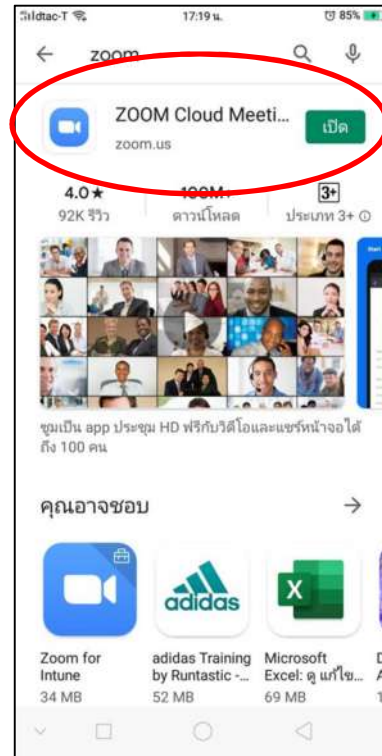 dtac-T 17:19 น. 85%
zoom
ZOOM Cloud Meeti...
zoom.us
เปิด
4.0★ 100M+ 3+
92K รีวิว ดาวน์โหลด ประเภท 3+
ซูมเป็น app ประชุม HD ฟรีกับวิดีโอและแชร์หน้าจอได้
ถึง 100 คน
คุณอาจชอบ
adidas
X
Zoom for adidas Training Microsoft
Intune by Runtastic -... Excel: ดู แก้ไข...
34 MB 52 MB 69 MB